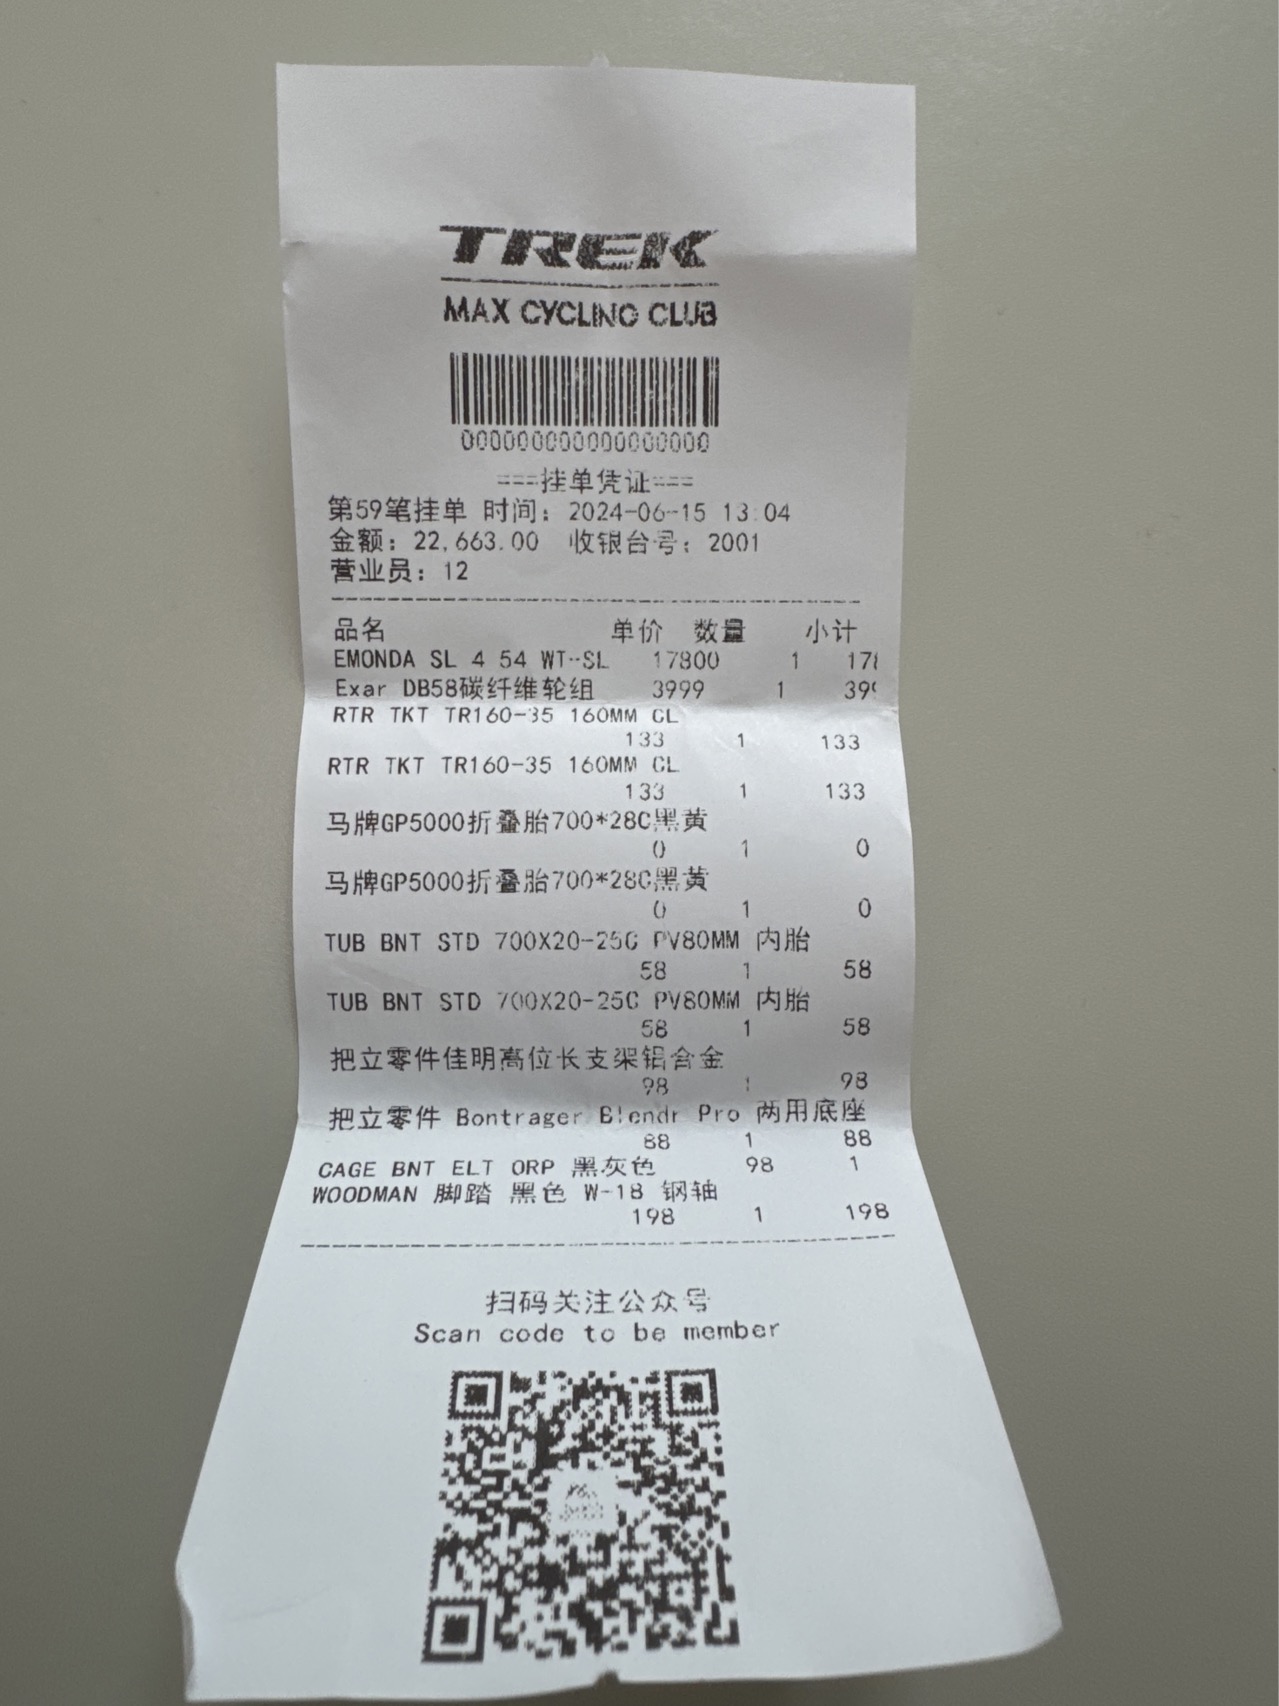 TREK
MAX CYCLING CLUB
000000000000000000
===挂单凭证===
第59笔挂单 时间: 2024-06-15 13:04
金额: 22,663.00 收银台号: 2001
营业员: 12
品名 单价 数量 小计
EMONDA SL 4 54 WT-SL 17800 1 178
Exar DB58碳纤维轮组 3999 1 399
RTR TKT TR160-35 160MM CL
133 1 133
RTR TKT TR160-35 160MM CL
133 1 133
马牌GP5000折叠胎700*28C黑黄
0 1 0
马牌GP5000折叠胎700*28C黑黄
0 1 0
TUB BNT STD 700X20-25C PV80MM 内胎
58 1 58
TUB BNT STD 700X20-25C PV80MM 内胎
58 1 58
把立零件佳明高位长支架铝合金
98 1 98
把立零件 Bontrager Blendr Pro 两用底座
88 1 88
CAGE BNT ELT ORP 黑灰色 98 1
WOODMAN 脚踏 黑色 W-18 钢轴
198 1 198
扫码关注公众号
Scan code to be member